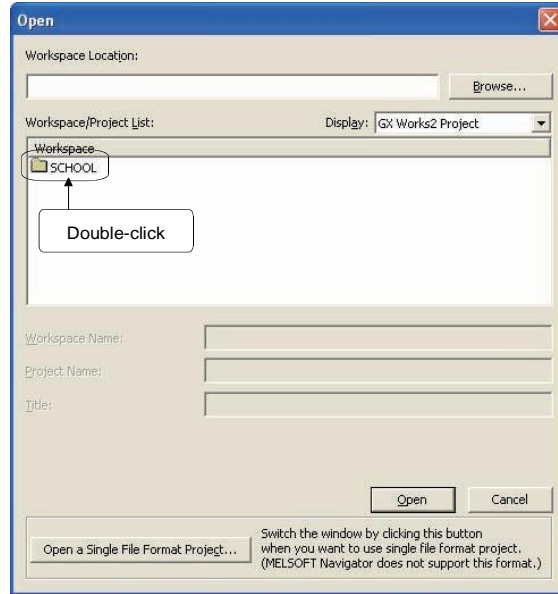 Open
Workspace Location:
Browse...
Workspace/Project List:
Display: GX Works2 Project
Workspace
SCHOOL
Double-click
Workspace Name:
Project Name:
Title:
Open
Cancel
Open a Single File Format Project...
Switch the window by clicking this button
when you want to use single file format project.
(MELSOFT Navigator does not support this format.)